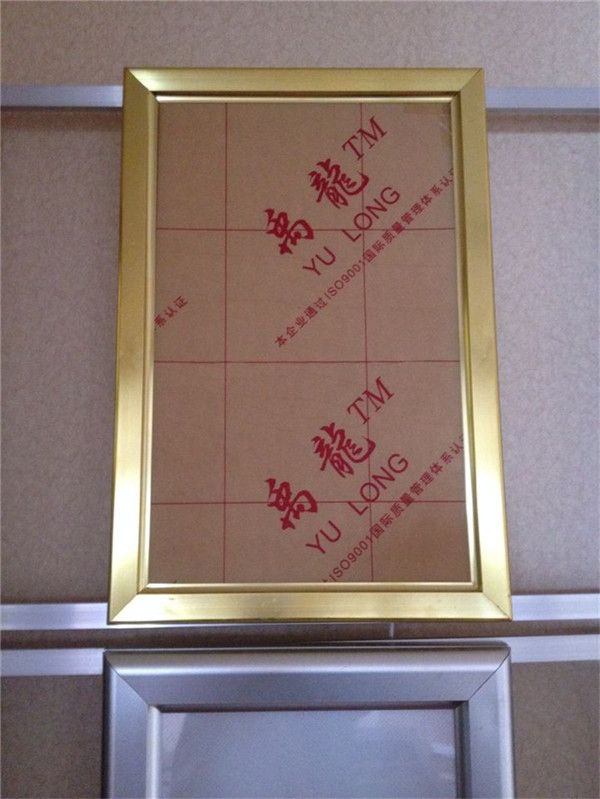 禹龍TM
YU LONG
本企业通过ISO9001国际质量管理体系认证
系认证
禹龍TM
YU LONG
ISO9001国际质量管理体系认